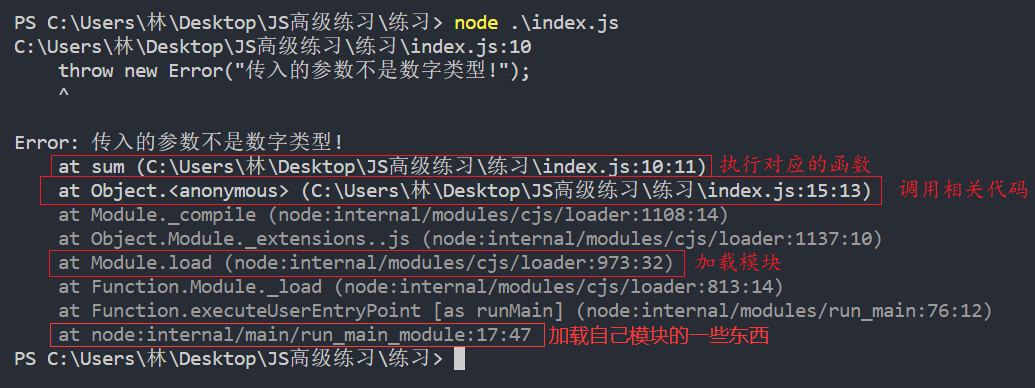 PS C:\Users\林\Desktop\JS高级练习\练习> node .\index.js
C:\Users\林\Desktop\JS高级练习\练习\index.js:10
    throw new Error("传入的参数不是数字类型!");
    ^
Error: 传入的参数不是数字类型!
    at sum (C:\Users\林\Desktop\JS高级练习\练习\index.js:10:11) 执行对应的函数
    at Object.<anonymous> (C:\Users\林\Desktop\JS高级练习\练习\index.js:15:13) 调用相关代码
    at Module._compile (node:internal/modules/cjs/loader:1108:14)
    at Object.Module._extensions..js (node:internal/modules/cjs/loader:1137:10)
    at Module.load (node:internal/modules/cjs/loader:973:32) 加载模块
    at Function.Module._load (node:internal/modules/cjs/loader:813:14)
    at Function.executeUserEntryPoint [as runMain] (node:internal/modules/run_main:76:12)
    at node:internal/main/run_main_module:17:47 加载自己模块的一些东西
PS C:\Users\林\Desktop\JS高级练习\练习>